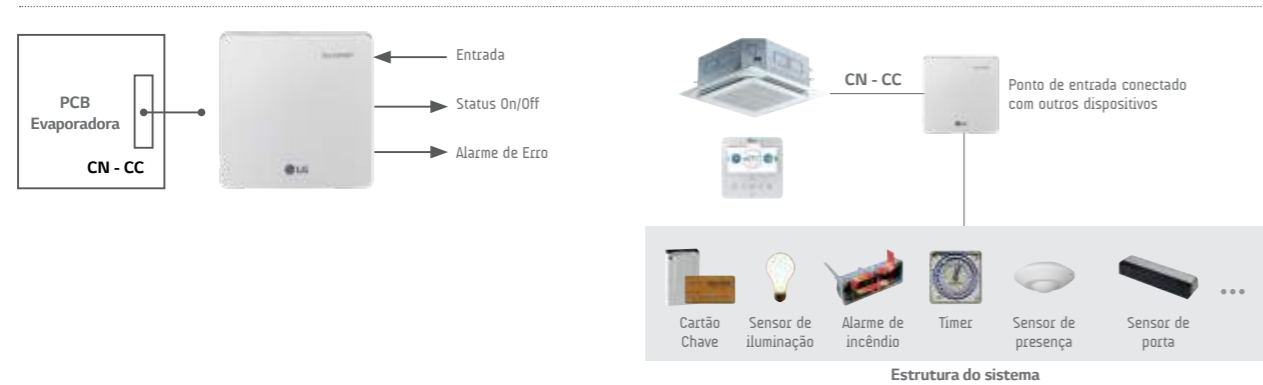 PCB
Evaporadora
CN - CC
LG
Entrada
Status On/Off
Alarme de Erro
CN - CC
Ponto de entrada conectado
com outros dispositivos
Cartão
Chave
Sensor de
iluminação
Alarme de
incêndio
Timer
Sensor de
presença
Sensor de
porta
Estrutura do sistema